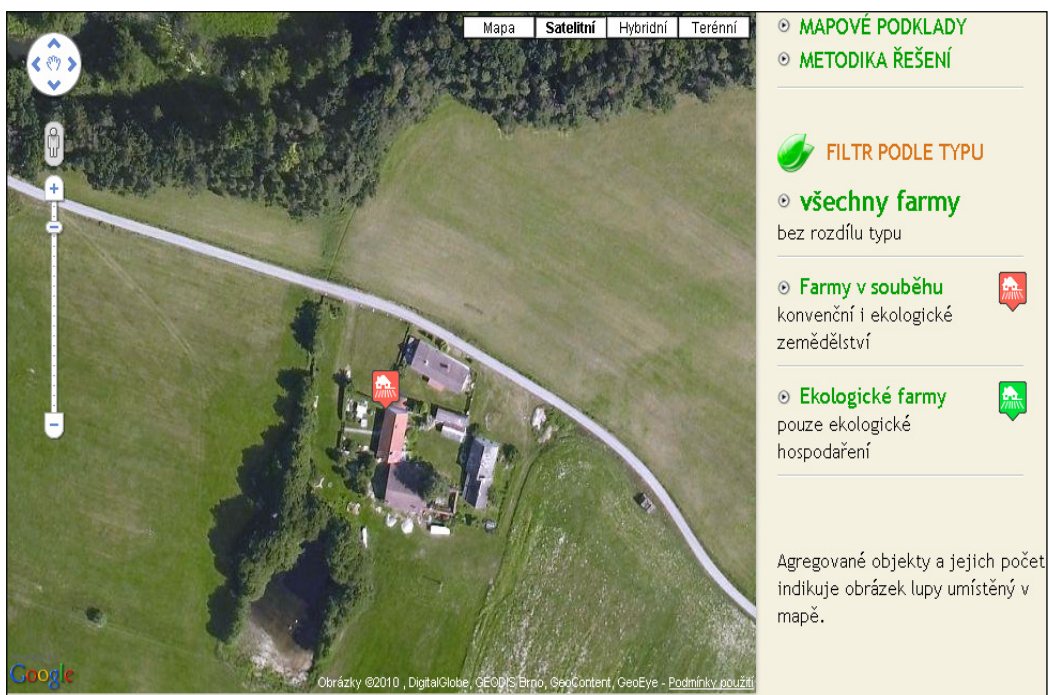 Mapa Satelitní Hybridní Terénní
Google
Obrázky ©2010 , DigitalGlobe, GEODIS Brno, GeoContent, GeoEye - Podmínky použití
MAPOVÉ PODKLADY
METODIKA ŘEŠENÍ
FILTR PODLE TYPU
všechny farmy
bez rozdílu typu
Farmy v souběhu
konvenční i ekologické
zemědělství
Ekologické farmy
pouze ekologické
hospodaření
Agregované objekty a jejich počet
indikuje obrázek lupy umístěný v
mapě.